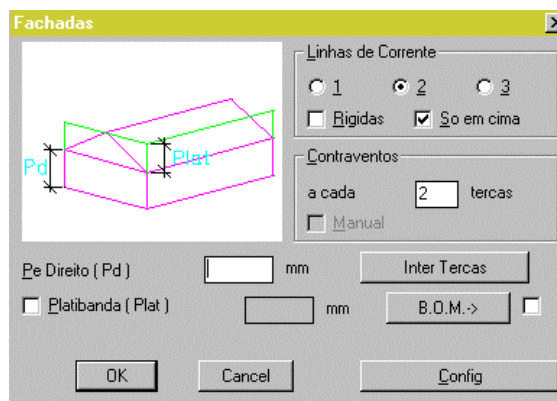 Fachadas
Pd
Plat
Linhas de Corrente
1 2 3
Rigidas So em cima
Contraventos
a cada 2 tercas
Manual
Pe Direito ( Pd ) mm Inter Tercas
Platibanda ( Plat ) mm B.O.M.->
OK Cancel Config